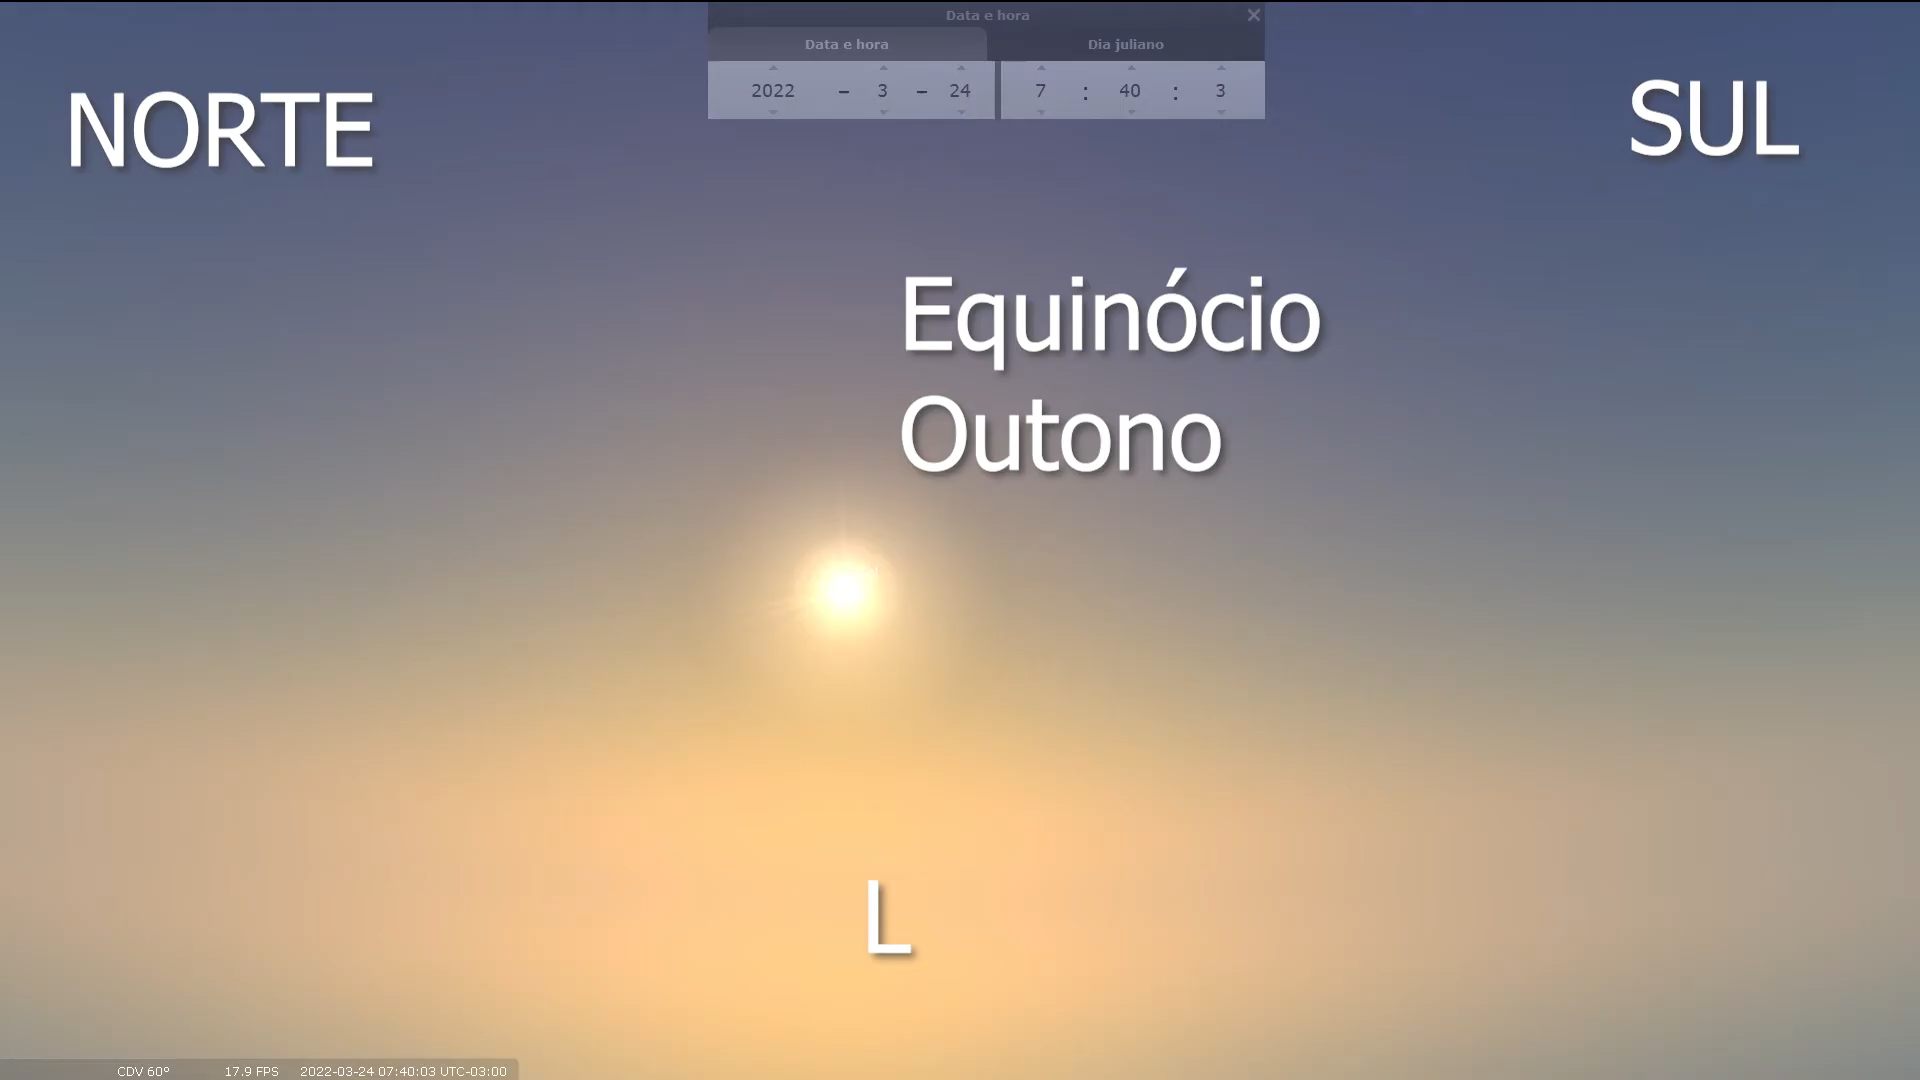 Data e hora
Data e hora Dia juliano
2022 - 3 - 24 7 : 40 : 3
NORTE
SUL
Equinócio
Outono
L
CDV 60º 17.9 FPS 2022-03-24 07:40:03 UTC-03:00